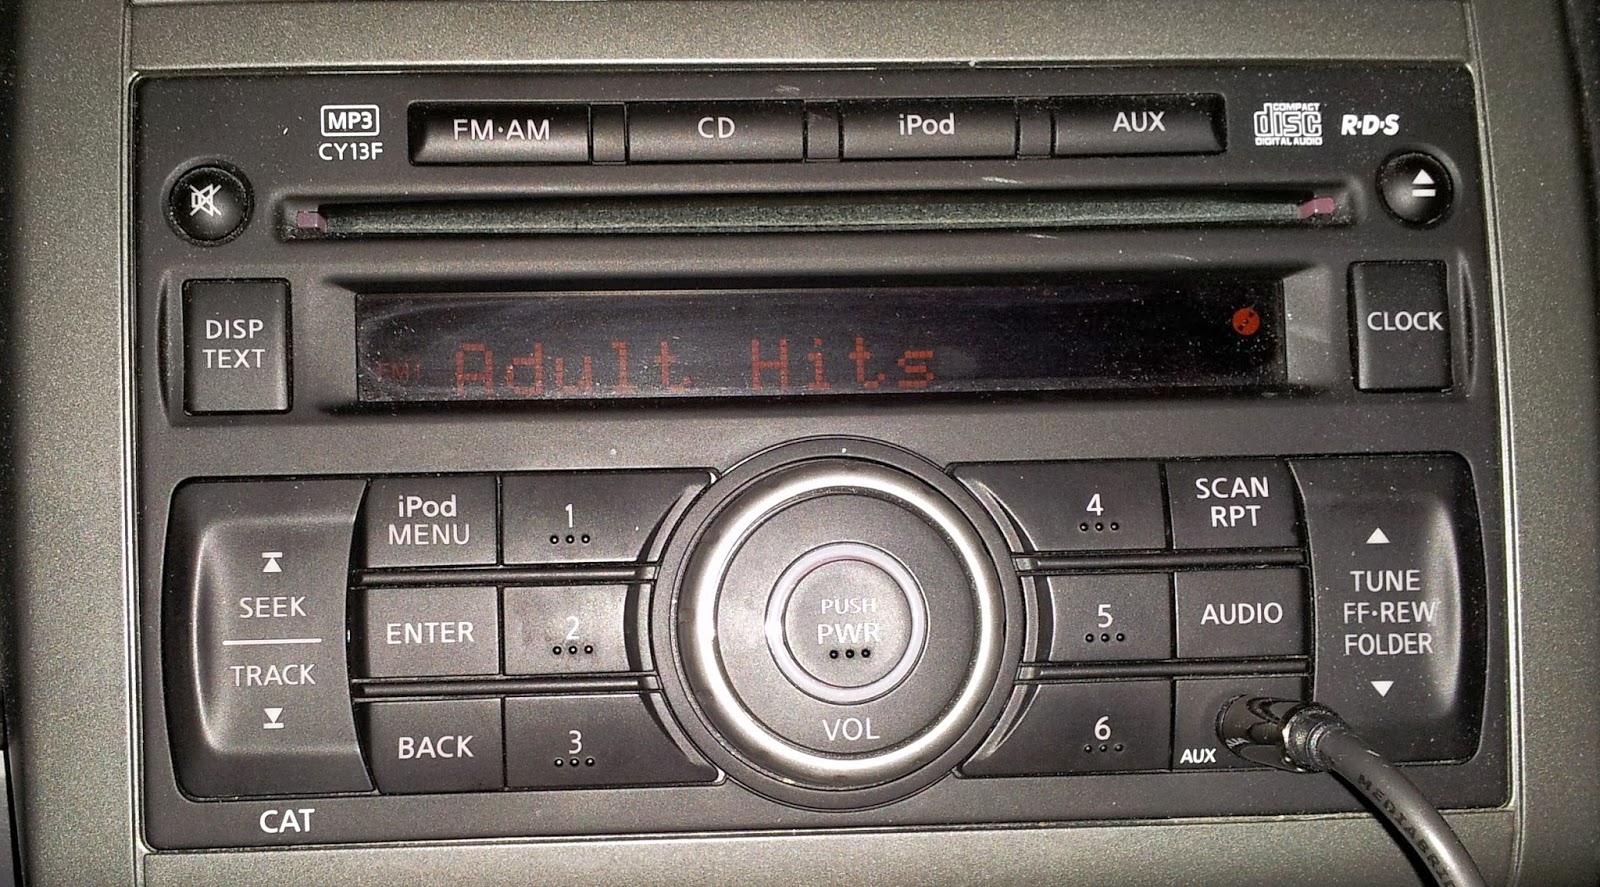 MP3
CY13F
FM·AM
CD
iPod
AUX
COMPACT
disc
DIGITAL AUDIO
R·D·S
DISP
TEXT
FM1 Adult Hits
CLOCK
iPod
MENU
1
4
SCAN
RPT
SEEK
TRACK
ENTER
2
PUSH
PWR
VOL
5
AUDIO
TUNE
FF·REW
FOLDER
BACK
3
6
AUX
CAT